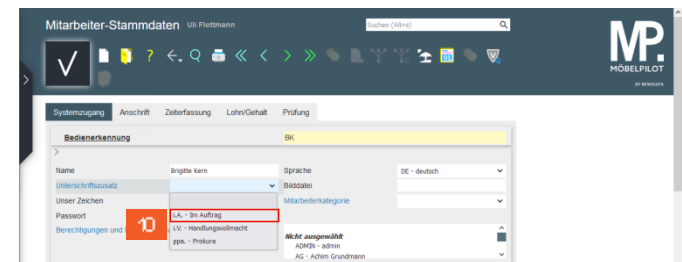 Mitarbeiter-Stammdaten Uli Flottmann
Suchen (Alt+e)
MP.
MÖBELPILOT
BY BENNDATA
Systemzugang Anschrift Zeiterfassung Lohn/Gehalt Prüfung
Bedienerkennung BK
Name Brigitte Kern Sprache DE - deutsch
Unterschriftszusatz Bilddatei
Unser Zeichen Mitarbeiterkategorie
Passwort i.A. - Im Auftrag
10
Berechtigungen und i.V. - Handlungsvollmacht
Nicht ausgewählt
ppa. - Prokura
ADMIN - admin
AG - Achim Grundmann